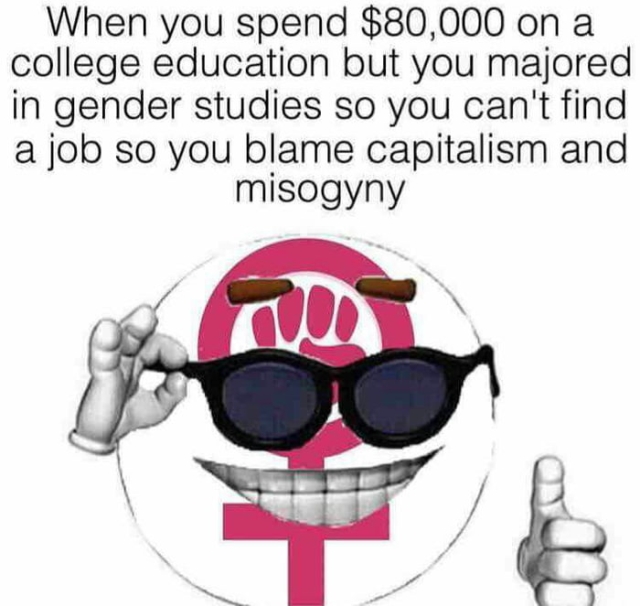 When you spend $80,000 on a
college education but you majored
in gender studies so you can't find
a job so you blame capitalism and
misogyny